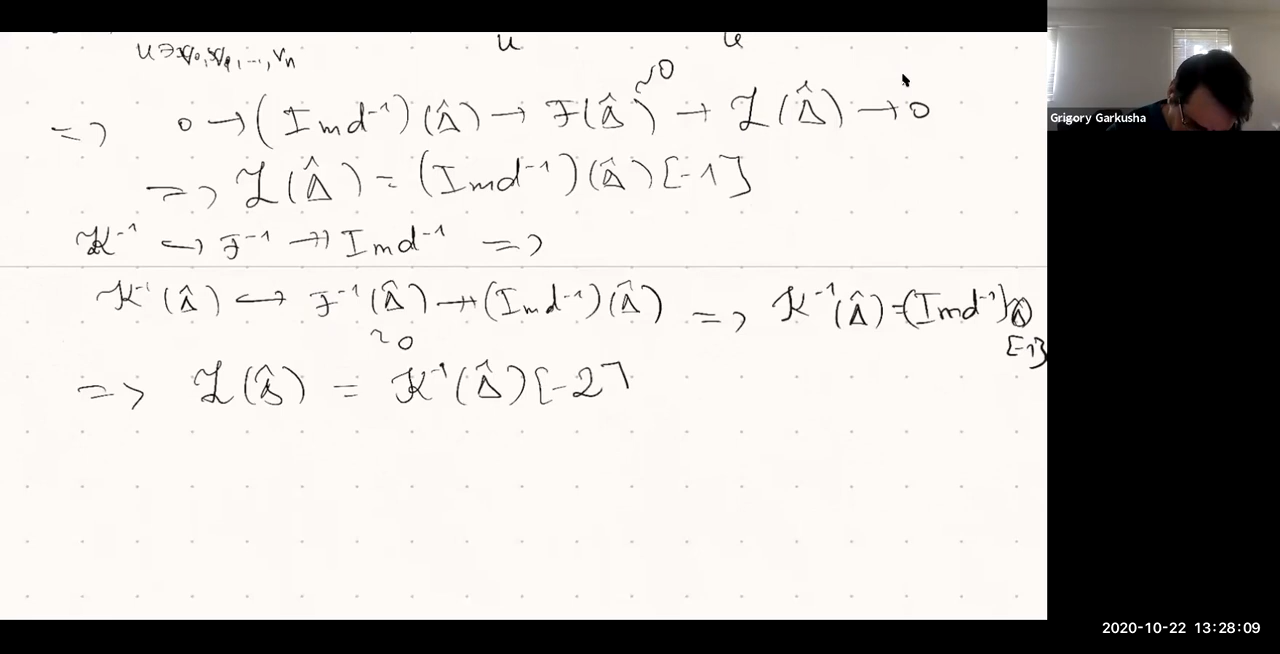 u∋v₀,v₁,...,vₙ u u
=> 0 → (Im d⁻¹)(Δ̂) → F(Δ̂) ~0 → L(Δ̂) → 0
=> L(Δ̂) = (Im d⁻¹)(Δ̂)[-1]
K⁻¹ ↪ F⁻¹ ↠ Im d⁻¹ =>
K⁻¹(Δ̂) ↪ F⁻¹(Δ̂) ↠ (Im d⁻¹)(Δ̂) => K⁻¹(Δ̂) = (Im d⁻¹)(Δ̂)
~0 [-1]
=> L(Δ̂) = K⁻¹(Δ̂)[-2]
Grigory Garkusha
2020-10-22 13:28:09